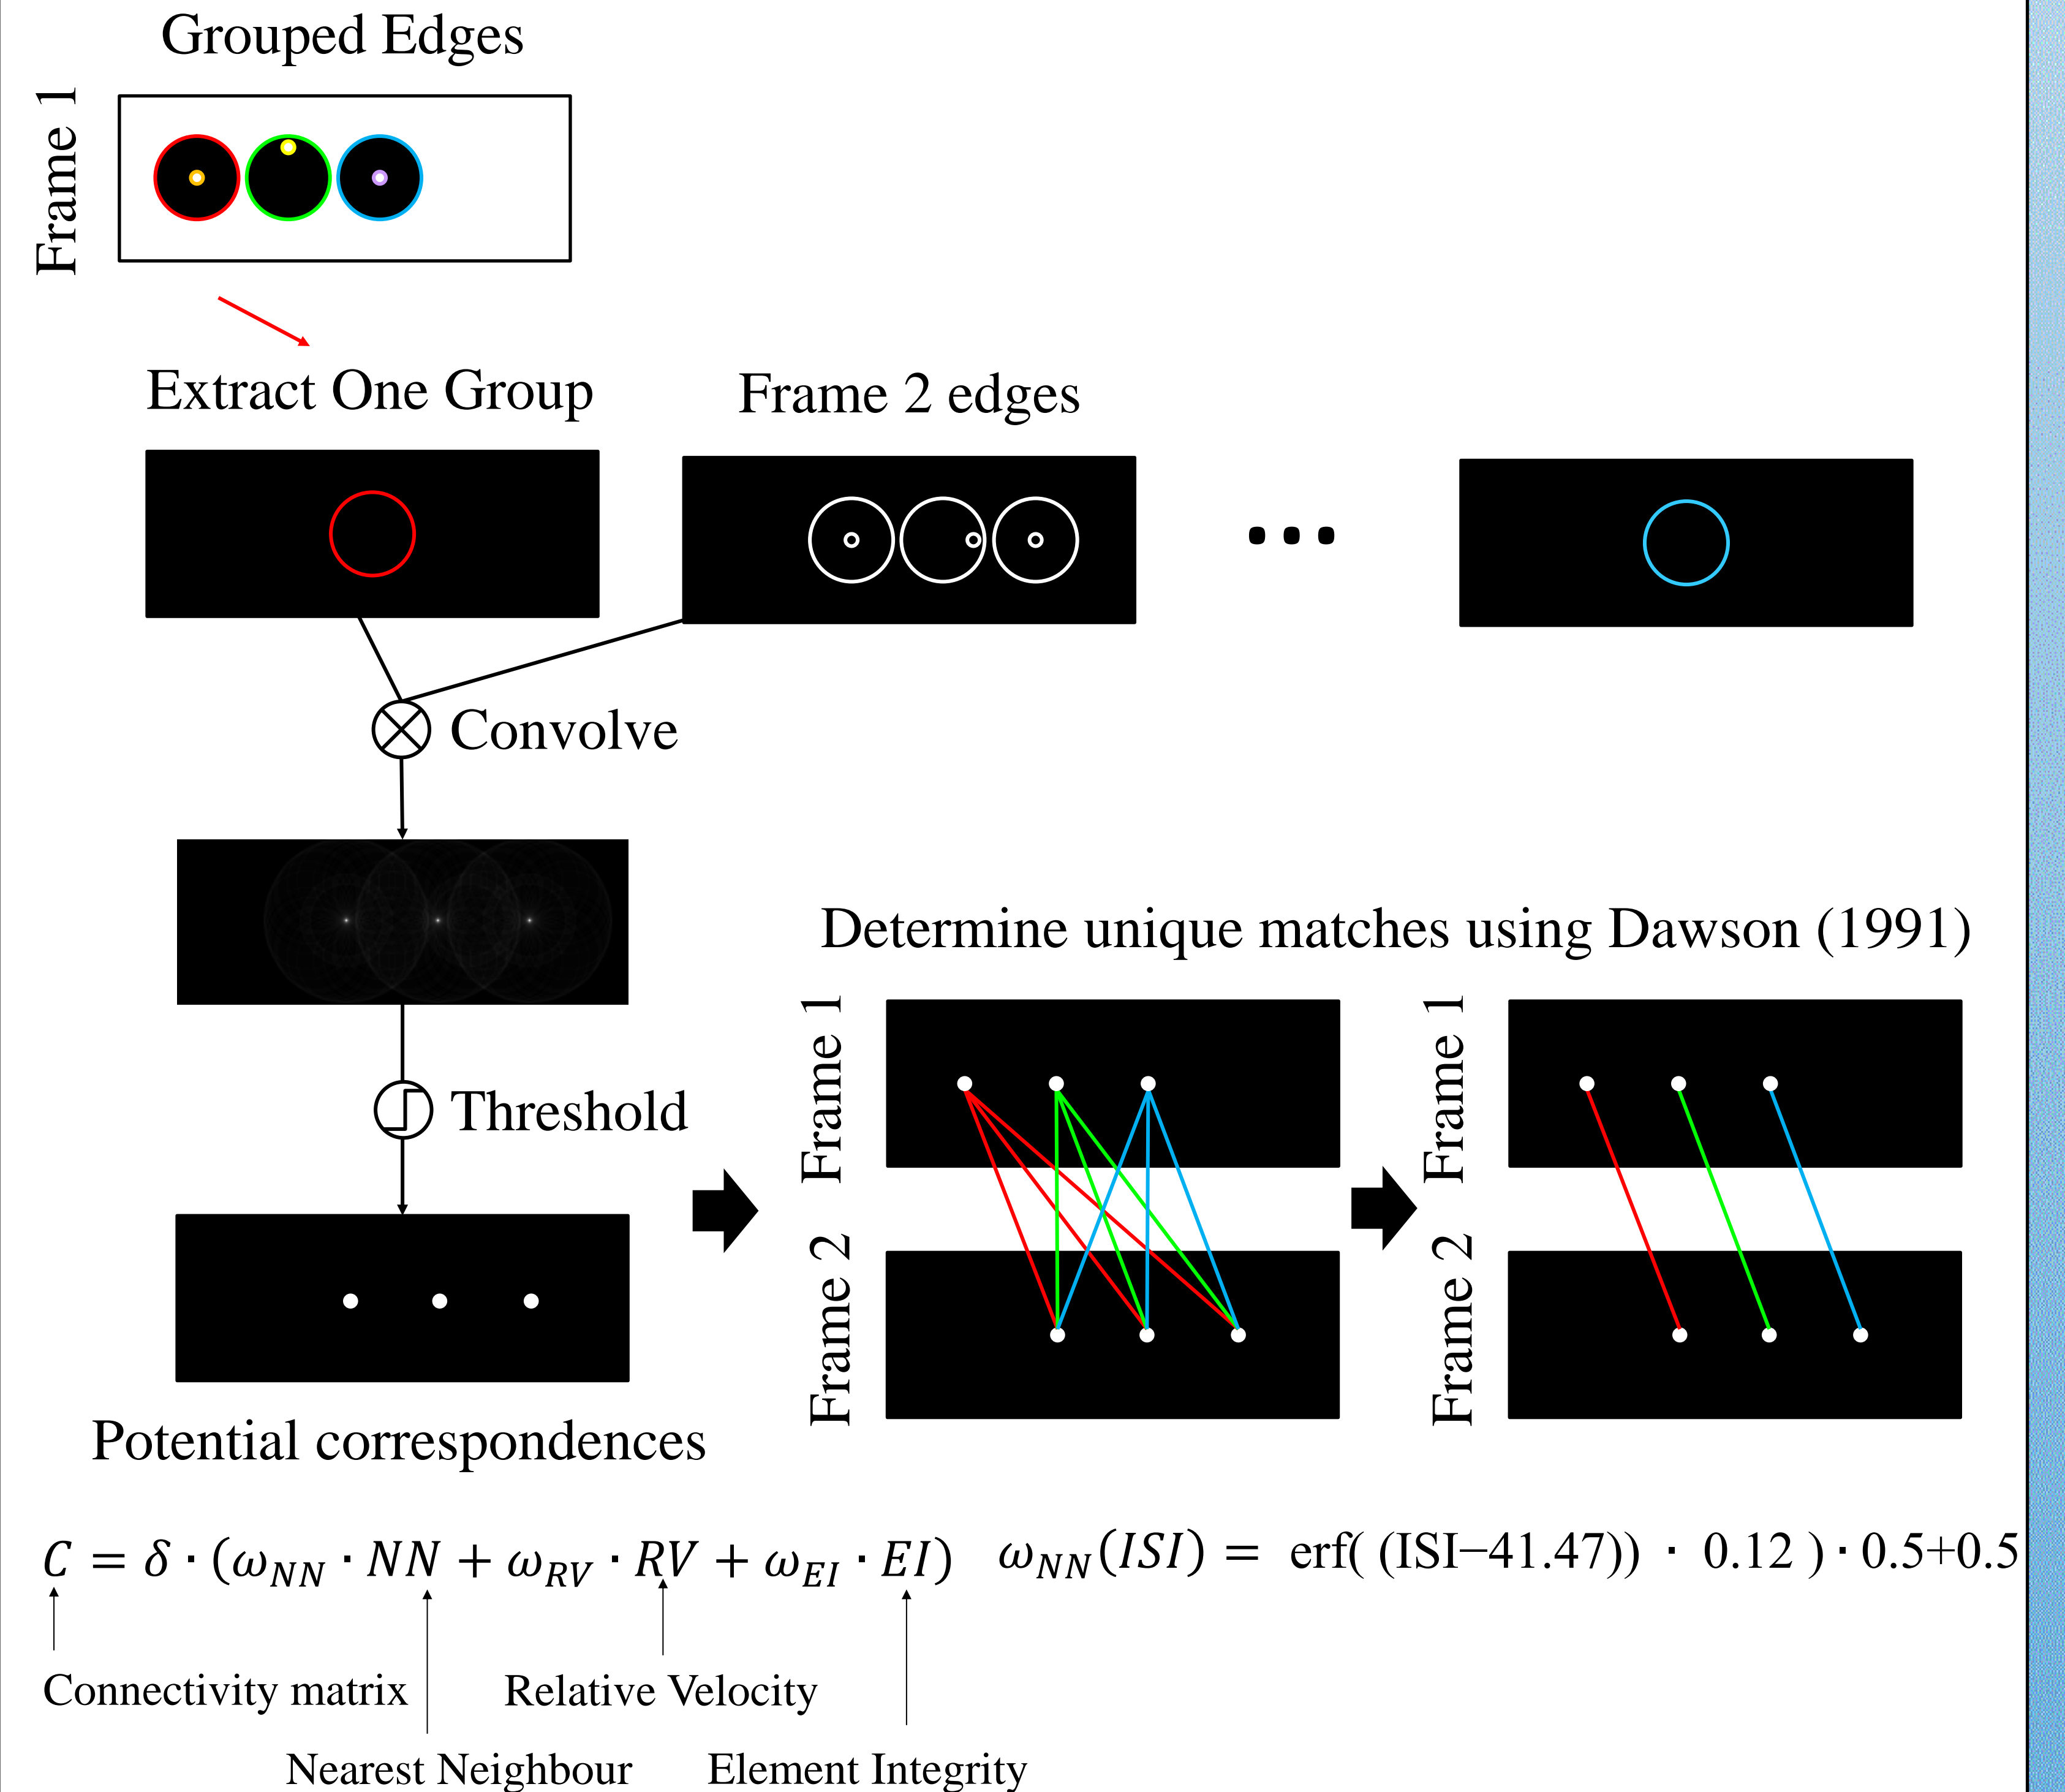 Grouped Edges
Frame 1
Extract One Group
Frame 2 edges
...
Convolve
Threshold
Potential correspondences
Determine unique matches using Dawson (1991)
Frame 1
Frame 2
Frame 1
Frame 2
C = δ · (ω_NN · NN + ω_RV · RV + ω_EI · EI)
ω_NN(ISI) = erf( (ISI−41.47)) · 0.12 ) · 0.5+0.5
Connectivity matrix
Relative Velocity
Nearest Neighbour
Element Integrity